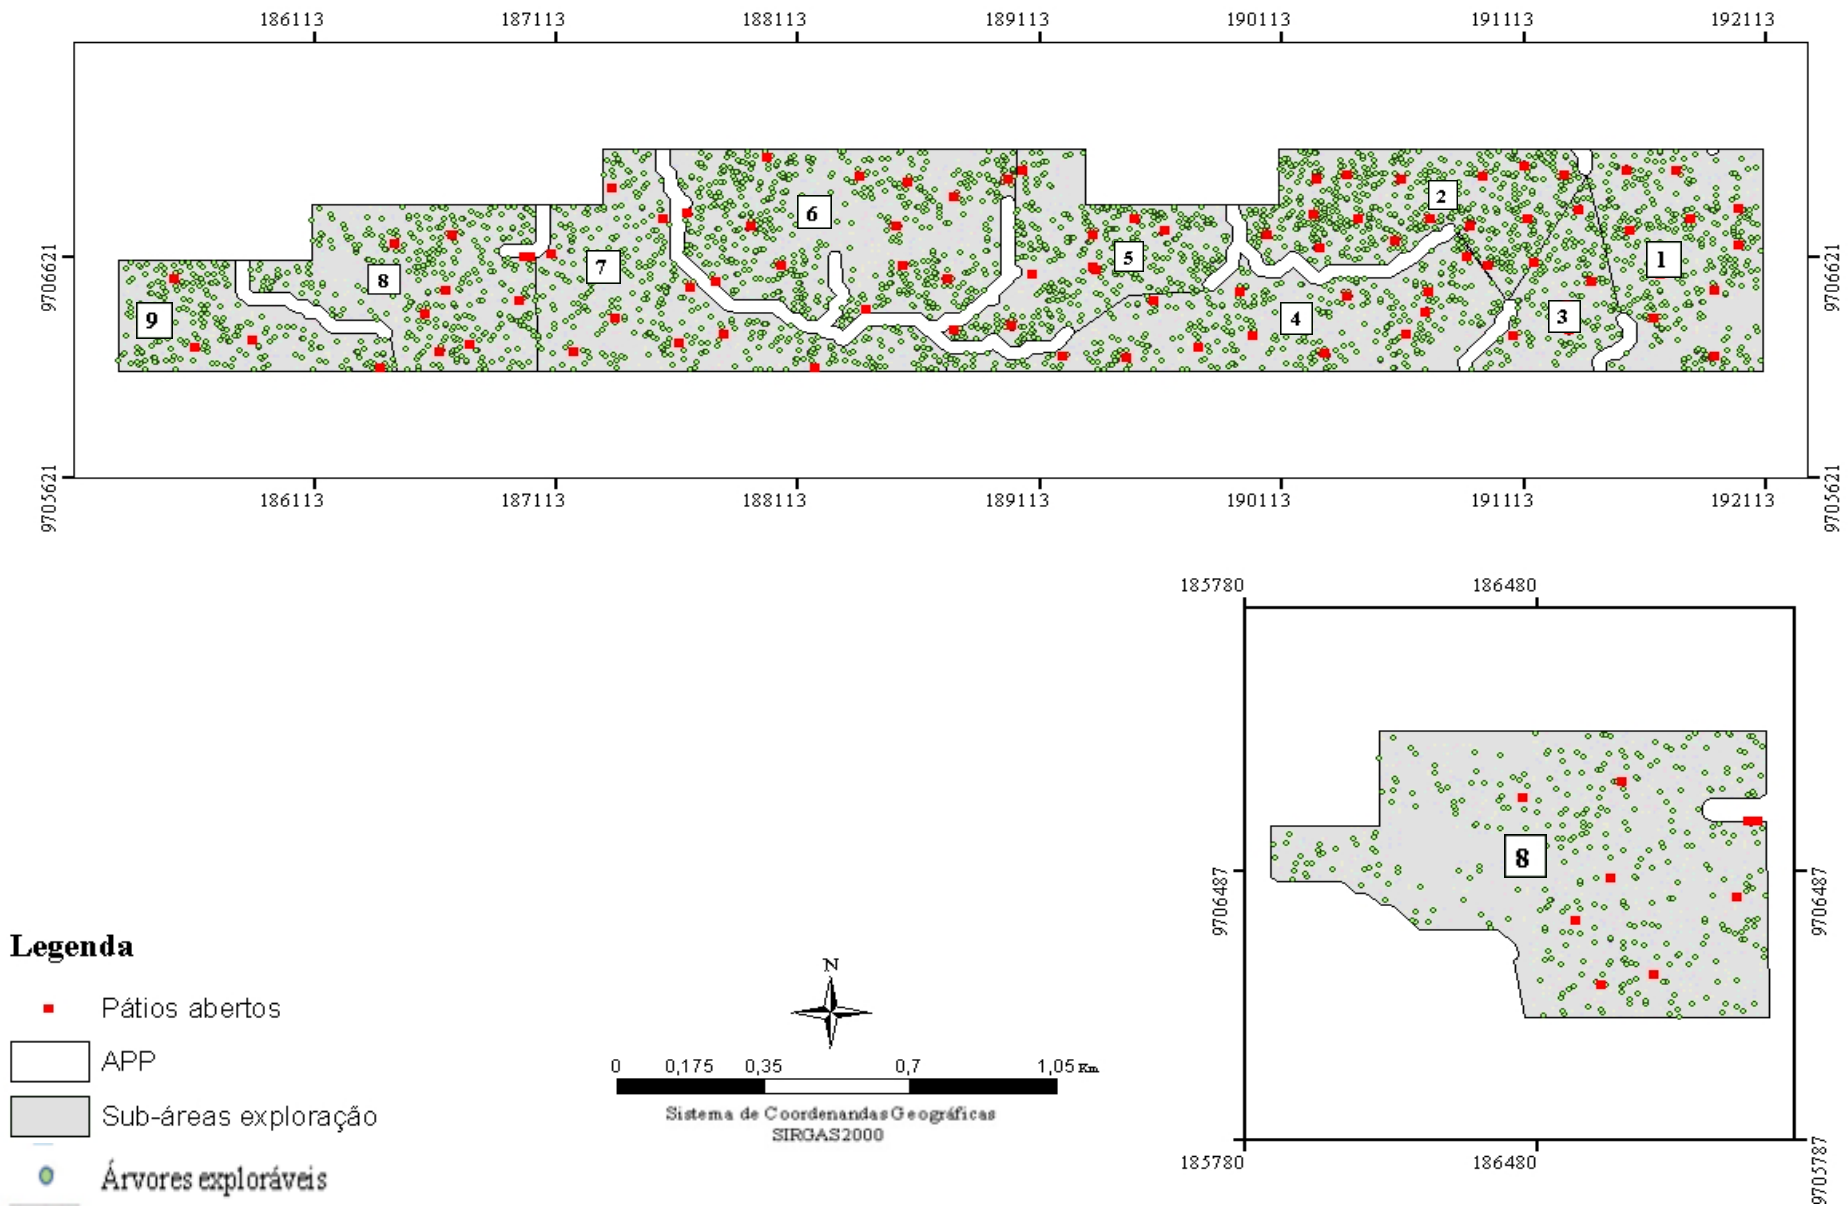 186113 187113 188113 189113 190113 191113 192113
9706621 9706621
6 2
5 1
8 7
9 4 3
9705621 9705621
186113 187113 188113 189113 190113 191113 192113
185780 186480
8
9706487 9706487
Legenda
Pátios abertos
APP
Sub-áreas exploração
Árvores exploráveis
N
0 0,175 0,35 0,7 1,05 Km
Sistema de Coordenandas Geográficas
SIRGAS2000
9705787
185780 186480